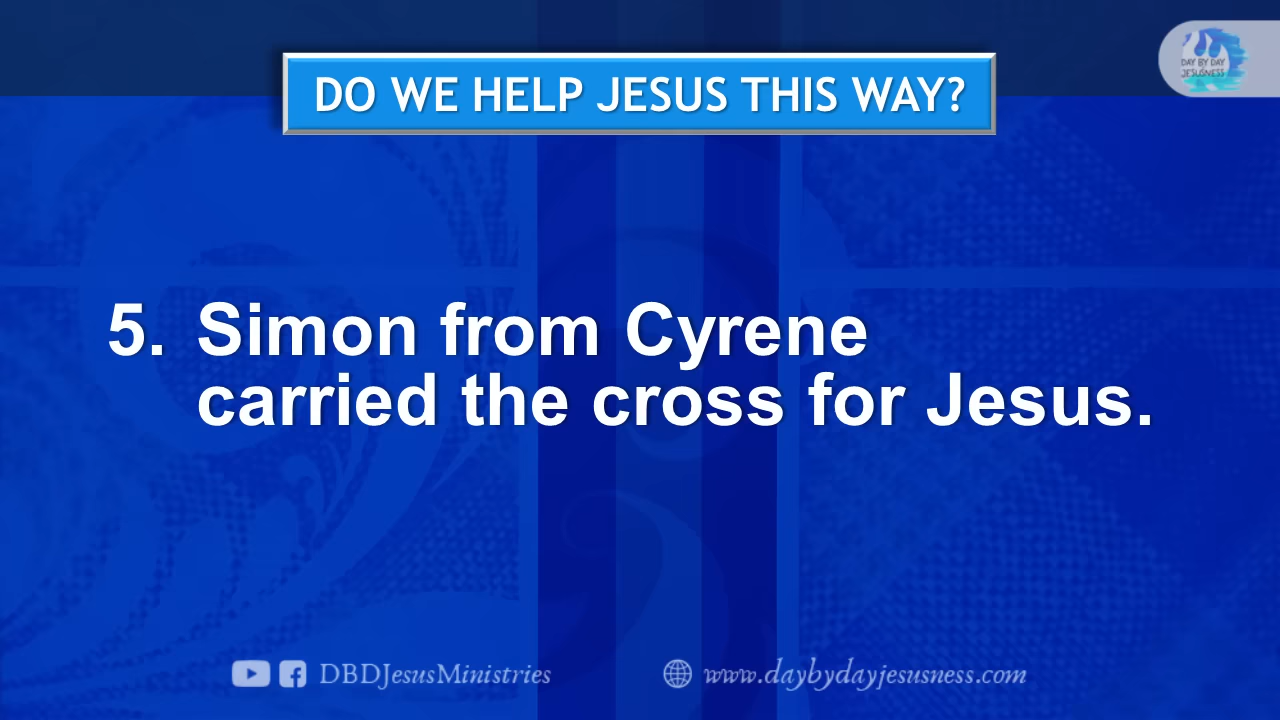 DAY BY DAY
JESUSNESS
DO WE HELP JESUS THIS WAY?
5. Simon from Cyrene
carried the cross for Jesus.
DBDJesusMinistries
www.daybydayjesusness.com